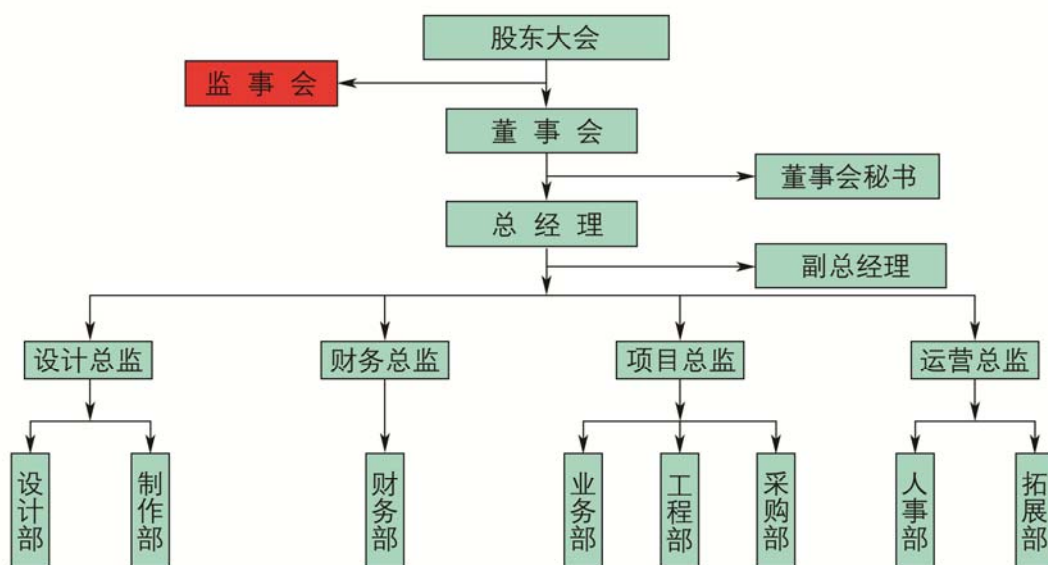 股东大会
监 事 会
董 事 会
董事会秘书
总 经 理
副总经理
设计总监
财务总监
项目总监
运营总监
设计部
制作部
财务部
业务部
工程部
采购部
人事部
拓展部